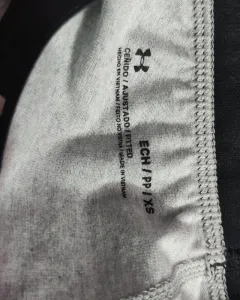 CEÑIDO / AJUSTADO / FITTED
HECHO EN VIETNAM / FEITO NO VIETNÃ / MADE IN VIETNAM
ECH / PP / XS